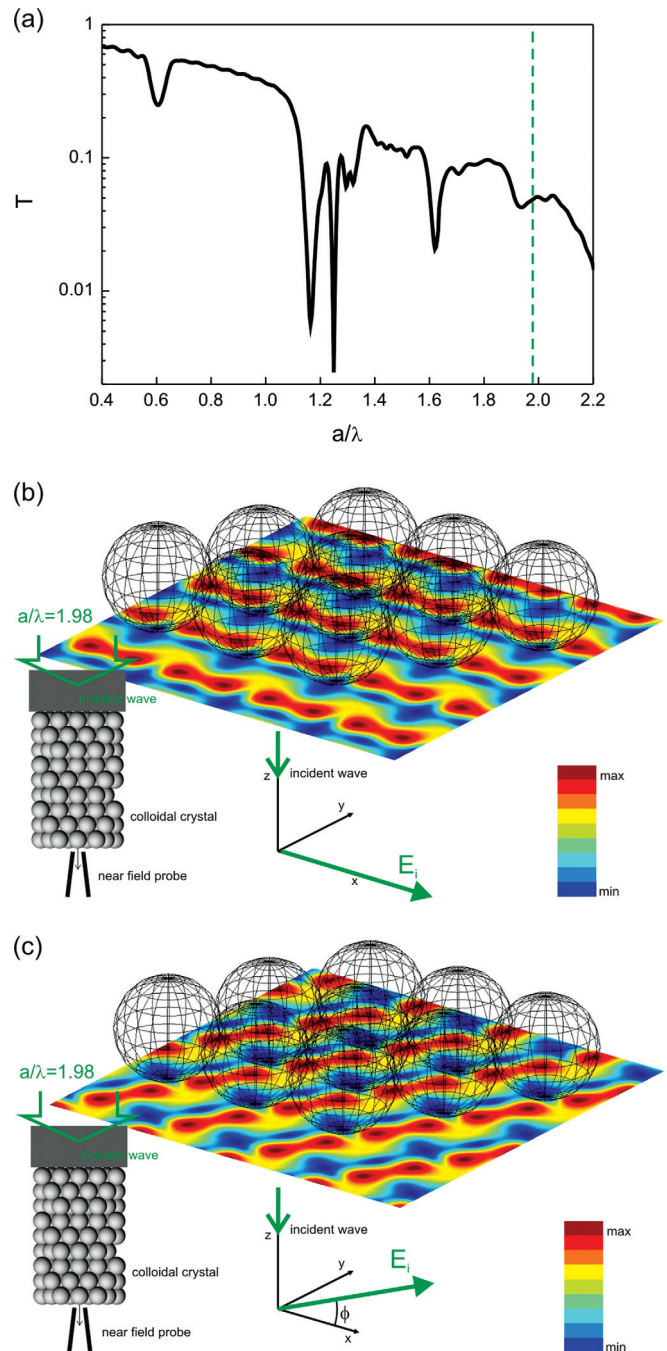 (a)
1
0.1
T
0.01
0.4 0.6 0.8 1.0 1.2 1.4 1.6 1.8 2.0 2.2
a/λ
(b)
a/λ=1.98
incident wave
colloidal crystal
near field probe
z
incident wave
y
x
E_i
max
min
(c)
a/λ=1.98
incident wave
colloidal crystal
near field probe
z
incident wave
y
E_i
ϕ
x
max
min